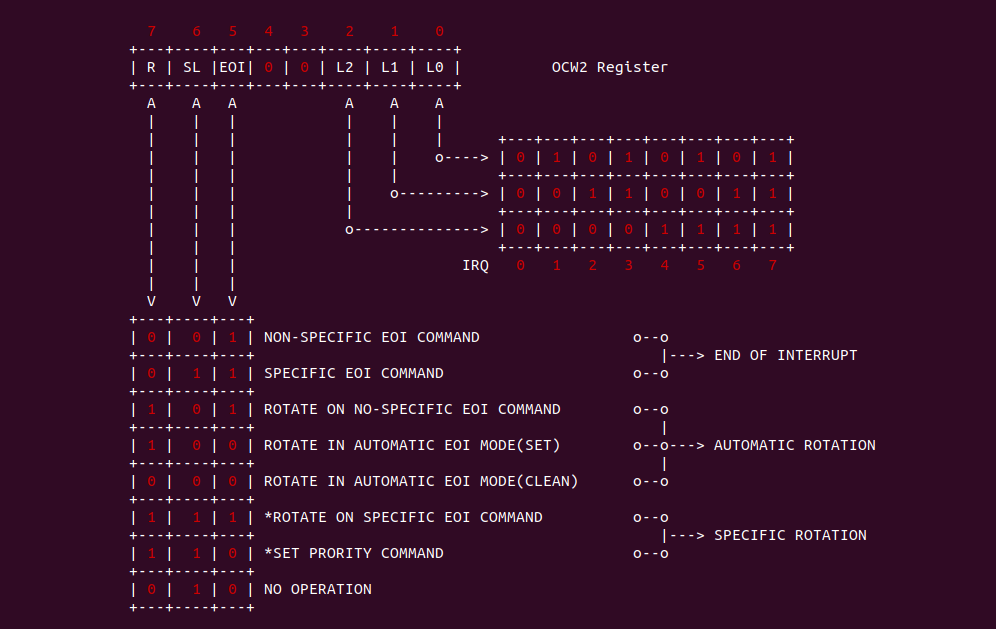 7 6 5 4 3 2 1 0
+---+----+---+---+---+----+----+----+
| R | SL |EOI| 0 | 0 | L2 | L1 | L0 | OCW2 Register
+---+----+---+---+---+----+----+----+
A A A A A A
| | | | | |
| | | | | | +---+---+---+---+---+---+---+---+
| | | | | o----> | 0 | 1 | 0 | 1 | 0 | 1 | 0 | 1 |
| | | | | +---+---+---+---+---+---+---+---+
| | | | o---------> | 0 | 0 | 1 | 1 | 0 | 0 | 1 | 1 |
| | | | +---+---+---+---+---+---+---+---+
| | | o--------------> | 0 | 0 | 0 | 0 | 1 | 1 | 1 | 1 |
| | | +---+---+---+---+---+---+---+---+
| | | IRQ 0 1 2 3 4 5 6 7
| | |
V V V
+---+----+---+
| 0 | 0 | 1 | NON-SPECIFIC EOI COMMAND o--o
+---+----+---+ |---> END OF INTERRUPT
| 0 | 1 | 1 | SPECIFIC EOI COMMAND o--o
+---+----+---+
| 1 | 0 | 1 | ROTATE ON NO-SPECIFIC EOI COMMAND o--o
+---+----+---+ |
| 1 | 0 | 0 | ROTATE IN AUTOMATIC EOI MODE(SET) o--o---> AUTOMATIC ROTATION
+---+----+---+ |
| 0 | 0 | 0 | ROTATE IN AUTOMATIC EOI MODE(CLEAN) o--o
+---+----+---+
| 1 | 1 | 1 | *ROTATE ON SPECIFIC EOI COMMAND o--o
+---+----+---+ |---> SPECIFIC ROTATION
| 1 | 1 | 0 | *SET PRORITY COMMAND o--o
+---+----+---+
| 0 | 1 | 0 | NO OPERATION
+---+----+---+